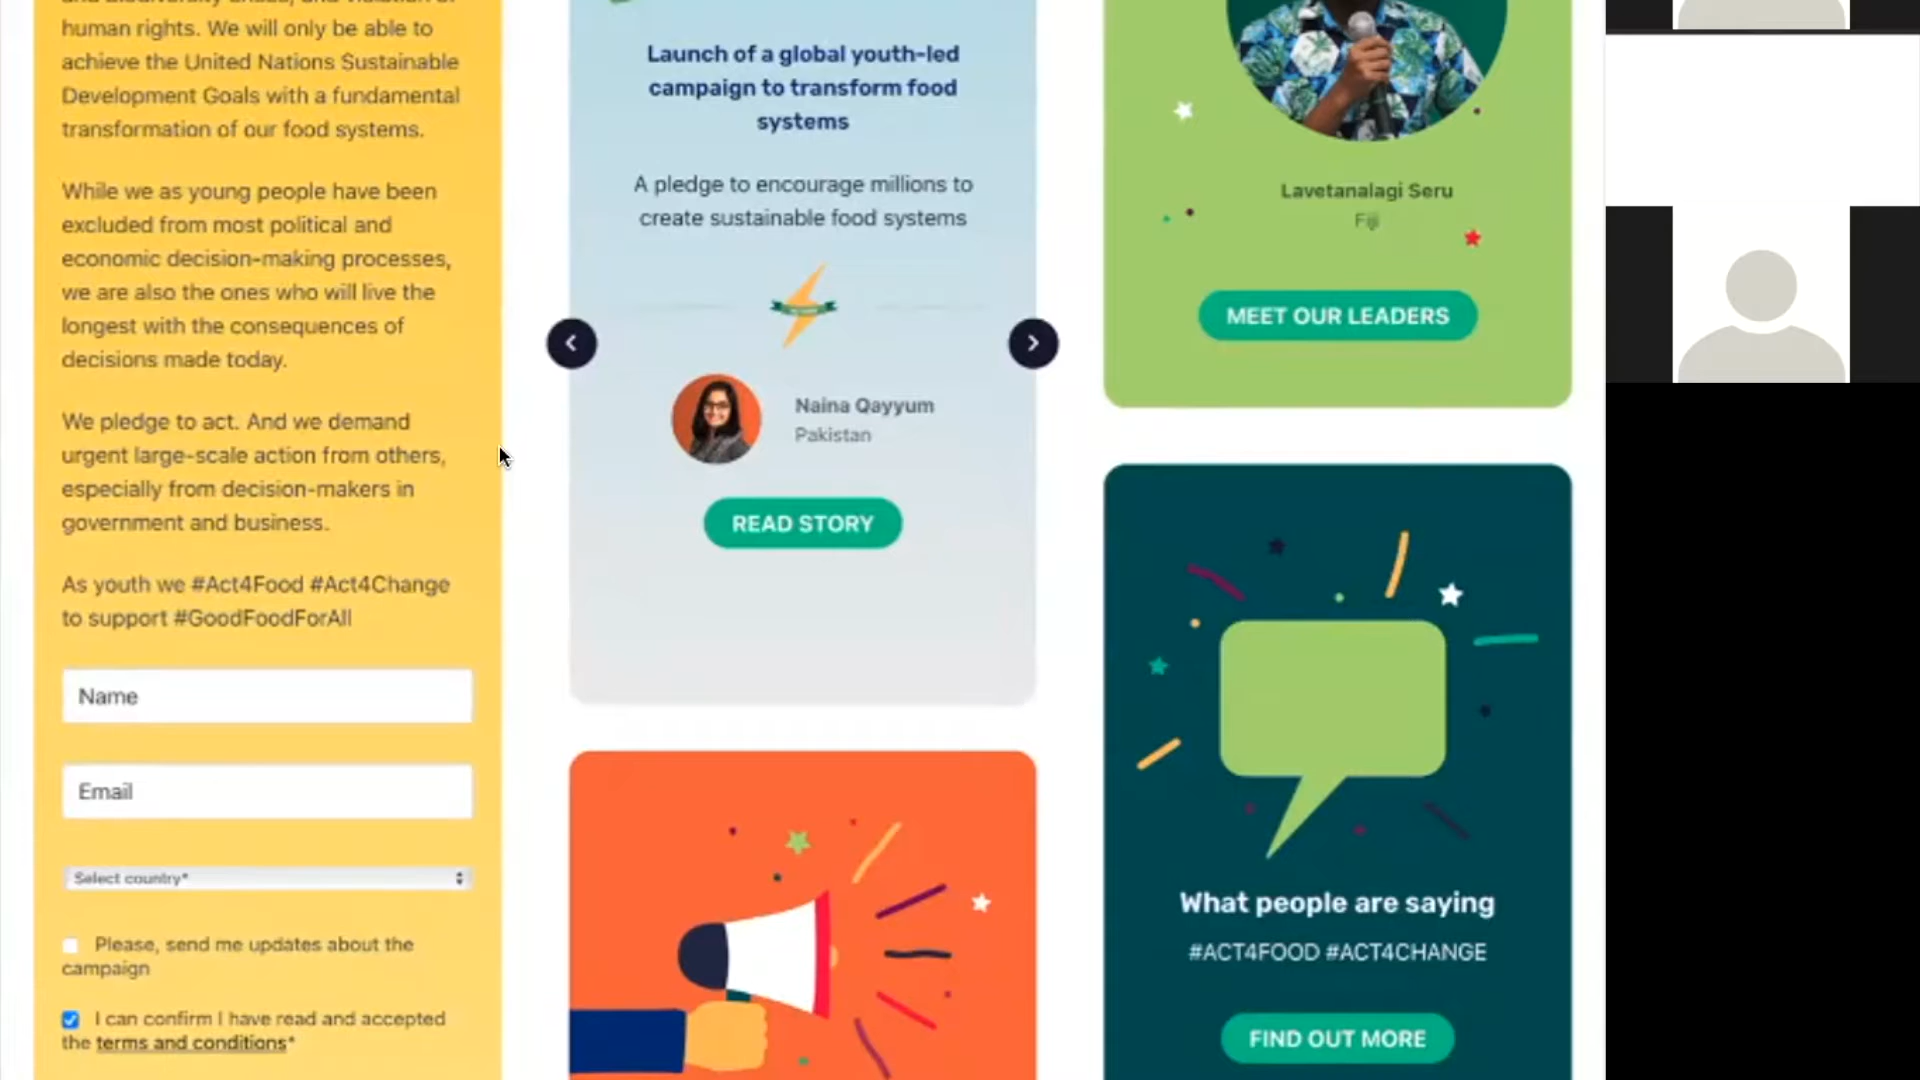 human rights. We will only be able to
achieve the United Nations Sustainable
Development Goals with a fundamental
transformation of our food systems.
While we as young people have been
excluded from most political and
economic decision-making processes,
we are also the ones who will live the
longest with the consequences of
decisions made today.
We pledge to act. And we demand
urgent large-scale action from others,
especially from decision-makers in
government and business.
As youth we #Act4Food #Act4Change
to support #GoodFoodForAll
Name
Email
Select country*
Please, send me updates about the
campaign
I can confirm I have read and accepted
the terms and conditions*
Launch of a global youth-led
campaign to transform food
systems
A pledge to encourage millions to
create sustainable food systems
Naina Qayyum
Pakistan
READ STORY
Lavetanalagi Seru
Fiji
MEET OUR LEADERS
What people are saying
#ACT4FOOD #ACT4CHANGE
FIND OUT MORE